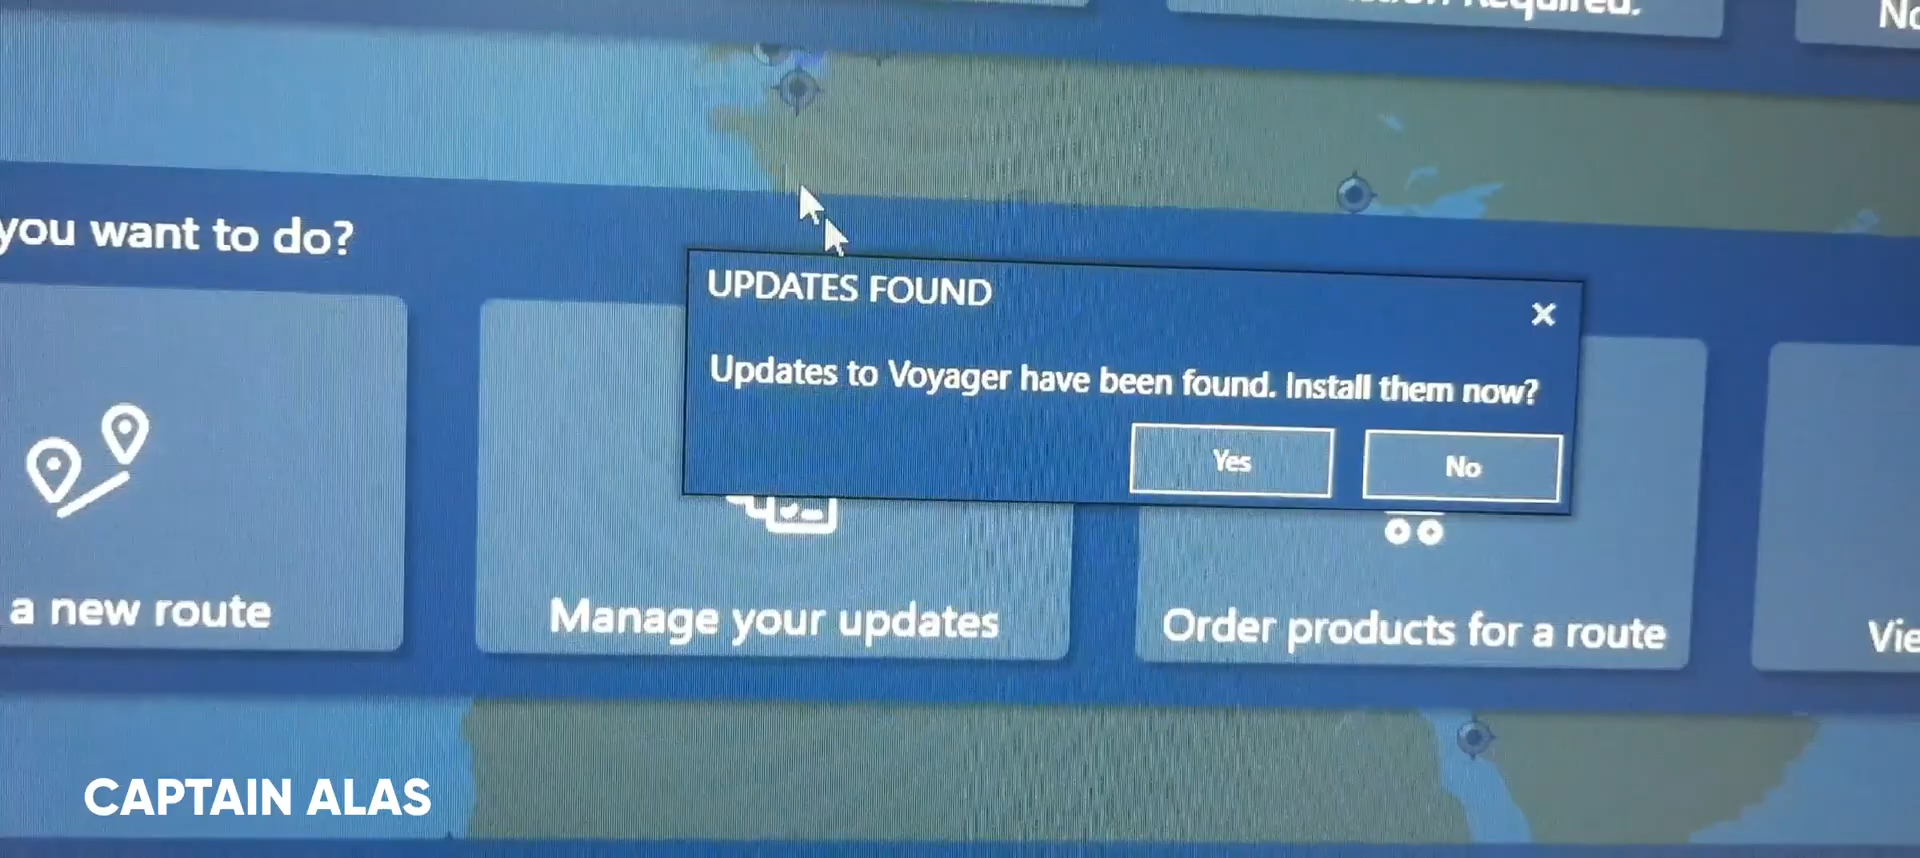 Required.
you want to do?
UPDATES FOUND
Updates to Voyager have been found. Install them now?
Yes
No
a new route
Manage your updates
Order products for a route
CAPTAIN ALAS